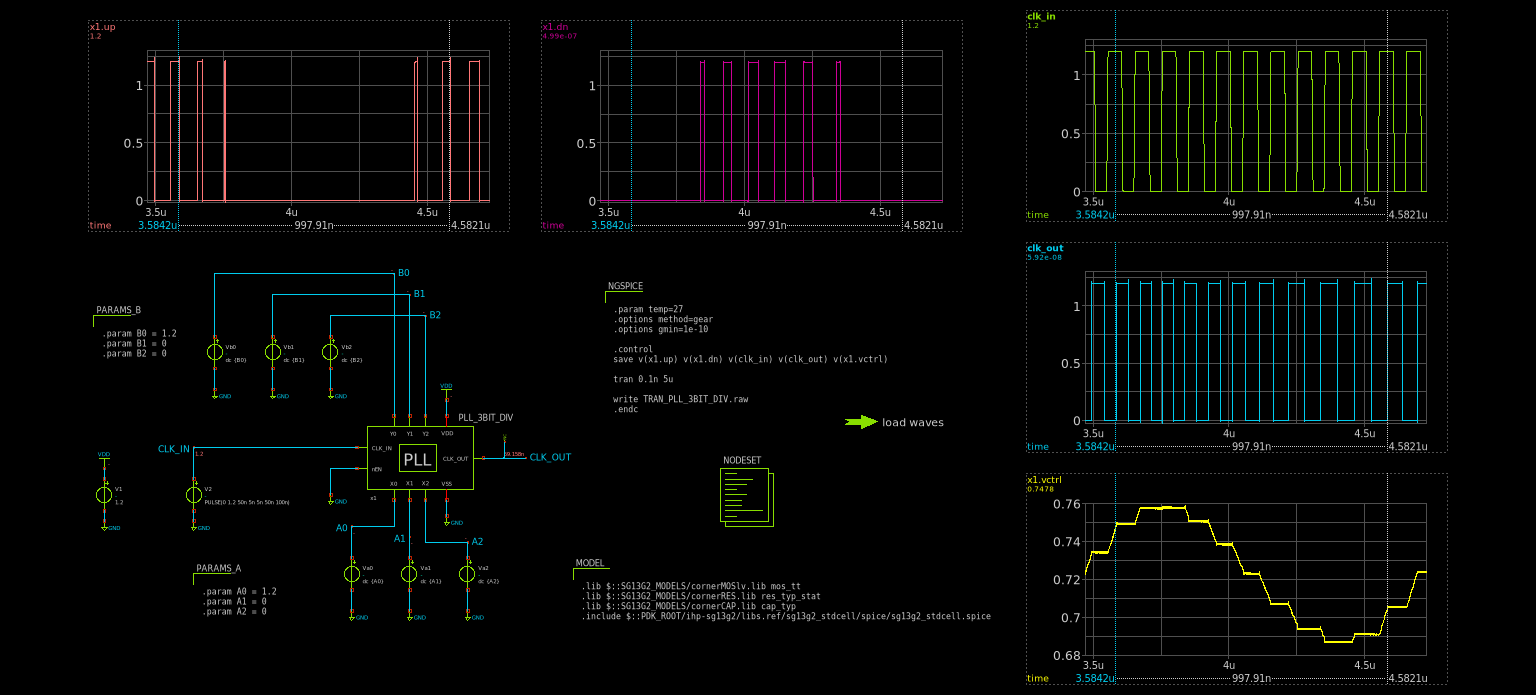 x1.up
1.2
1
0.5
0
3.5u
4u
4.5u
time
3.5842u
997.91n
4.5821u
x1.dn
4.99e-07
1
0.5
0
3.5u
4u
4.5u
time
3.5842u
997.91n
4.5821u
clk_in
1.2
1
0.5
0
3.5u
4u
4.5u
time
3.5842u
997.91n
4.5821u
clk_out
5.92e-08
1
0.5
0
3.5u
4u
4.5u
time
3.5842u
997.91n
4.5821u
x1.vctrl
0.7478
0.76
0.74
0.72
0.7
0.68
3.5u
4u
4.5u
time
3.5842u
997.91n
4.5821u
PARAMS_B
.param B0 = 1.2
.param B1 = 0
.param B2 = 0
B0
B1
B2
Vb0
dc {B0}
GND
Vb1
dc {B1}
GND
Vb2
dc {B2}
GND
VDD
PLL_3BIT_DIV
Y0
Y1
Y2
VDD
CLK_IN
nEN
PLL
CLK_OUT
X0
X1
X2
VSS
x1
CLK_IN
1.2
CLK_OUT
GND
GND
VDD
V1
1.2
GND
V2
PULSE(0 1.2 50n 5n 5n 50n 100n)
GND
A0
A1
A2
Va0
dc {A0}
GND
Va1
dc {A1}
GND
Va2
dc {A2}
GND
PARAMS_A
.param A0 = 1.2
.param A1 = 0
.param A2 = 0
NGSPICE
.param temp=27
.options method=gear
.options gmin=1e-10
.control
save v(x1.up) v(x1.dn) v(clk_in) v(clk_out) v(x1.vctrl)
tran 0.1n 5u
write TRAN_PLL_3BIT_DIV.raw
.endc
load waves
NODESET
MODEL
.lib $::SG13G2_MODELS/cornerMOSlv.lib mos_tt
.lib $::SG13G2_MODELS/cornerRES.lib res_typ_stat
.lib $::SG13G2_MODELS/cornerCAP.lib cap_typ
.include $::PDK_ROOT/ihp-sg13g2/libs.ref/sg13g2_stdcell/spice/sg13g2_stdcell.spice